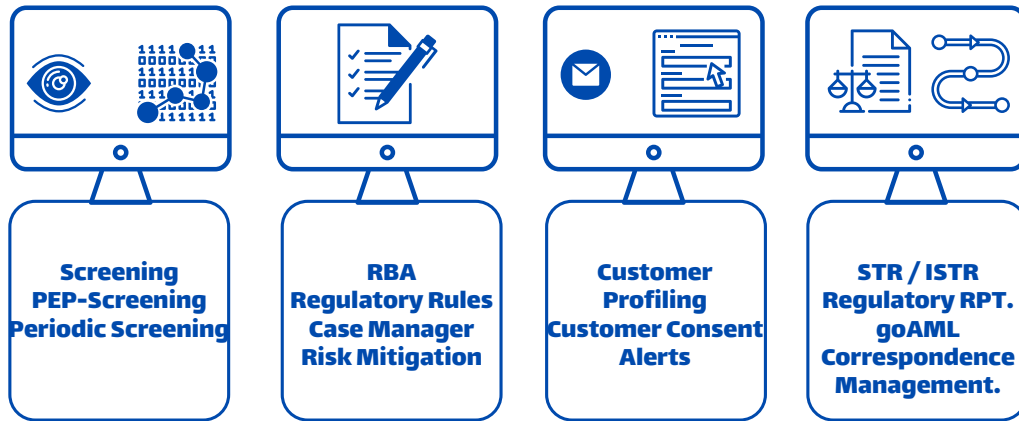 Screening
PEP-Screening
Periodic Screening
RBA
Regulatory Rules
Case Manager
Risk Mitigation
Customer
Profiling
Customer Consent
Alerts
STR / ISTR
Regulatory RPT.
goAML
Correspondence
Management.